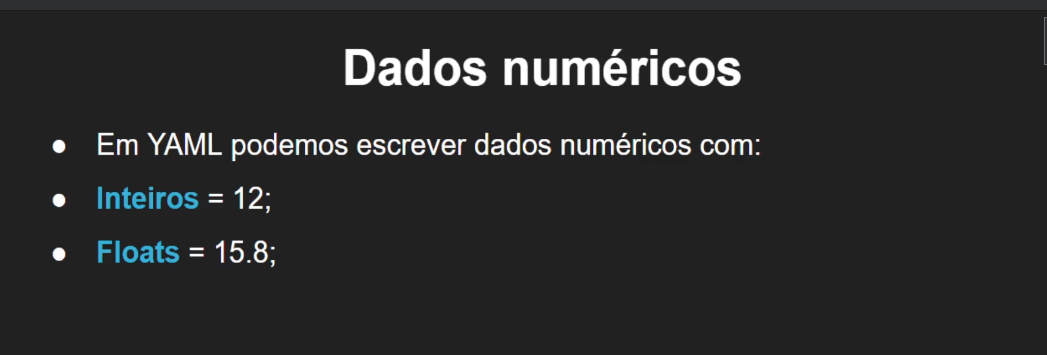 Dados numéricos
● Em YAML podemos escrever dados numéricos com:
● Inteiros = 12;
● Floats = 15.8;